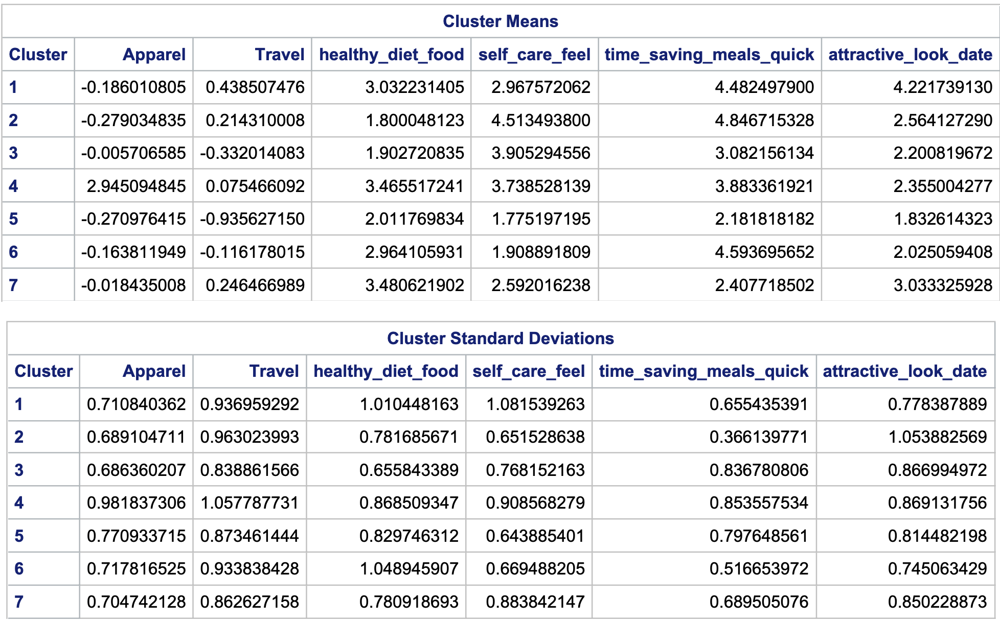 Cluster Means
Cluster Apparel Travel healthy_diet_food self_care_feel time_saving_meals_quick attractive_look_date
1 -0.186010805 0.438507476 3.032231405 2.967572062 4.482497900 4.221739130
2 -0.279034835 0.214310008 1.800048123 4.513493800 4.846715328 2.564127290
3 -0.005706585 -0.332014083 1.902720835 3.905294556 3.082156134 2.200819672
4 2.945094845 0.075466092 3.465517241 3.738528139 3.883361921 2.355004277
5 -0.270976415 -0.935627150 2.011769834 1.775197195 2.181818182 1.832614323
6 -0.163811949 -0.116178015 2.964105931 1.908891809 4.593695652 2.025059408
7 -0.018435008 0.246466989 3.480621902 2.592016238 2.407718502 3.033325928
Cluster Standard Deviations
Cluster Apparel Travel healthy_diet_food self_care_feel time_saving_meals_quick attractive_look_date
1 0.710840362 0.936959292 1.010448163 1.081539263 0.655435391 0.778387889
2 0.689104711 0.963023993 0.781685671 0.651528638 0.366139771 1.053882569
3 0.686360207 0.838861566 0.655843389 0.768152163 0.836780806 0.866994972
4 0.981837306 1.057787731 0.868509347 0.908568279 0.853557534 0.869131756
5 0.770933715 0.873461444 0.829746312 0.643885401 0.797648561 0.814482198
6 0.717816525 0.933838428 1.048945907 0.669488205 0.516653972 0.745063429
7 0.704742128 0.862627158 0.780918693 0.883842147 0.689505076 0.850228873